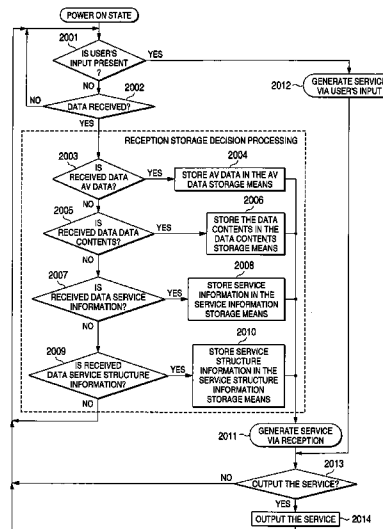 POWER ON STATE
2001
IS USER'S
INPUT PRESENT
?
YES
NO
2002
NO
DATA RECEIVED?
YES
2012
GENERATE SERVICE
VIA USER'S INPUT
RECEPTION STORAGE DECISION PROCESSING
2003
IS
RECEIVED DATA
AV DATA?
YES
2004
STORE AV DATA IN THE AV
DATA STORAGE MEANS
NO
2005
IS
RECEIVED DATA DATA
CONTENTS?
YES
2006
STORE THE DATA
CONTENTS IN THE
DATA CONTENTS
STORAGE MEANS
NO
2007
IS
RECEIVED DATA SERVICE
INFORMATION?
YES
2008
STORE SERVICE
INFORMATION IN THE
SERVICE INFORMATION
STORAGE MEANS
NO
2009
IS RECEIVED
DATA SERVICE STRUCTURE
INFORMATION?
YES
2010
STORE SERVICE
STRUCTURE
INFORMATION IN THE
SERVICE STRUCTURE
INFORMATION
STORAGE MEANS
NO
2011
GENERATE SERVICE
VIA RECEPTION
2013
NO
OUTPUT THE SERVICE?
YES
OUTPUT THE SERVICE
2014